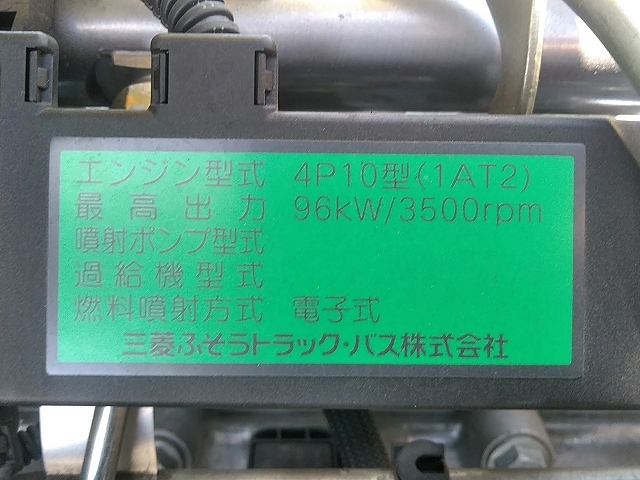 エンジン型式 4P10型(1AT2)
最高出力 96kW/3500rpm
噴射ポンプ型式
過給機型式
燃料噴射方式 電子式
三菱ふそうトラック・バス株式会社